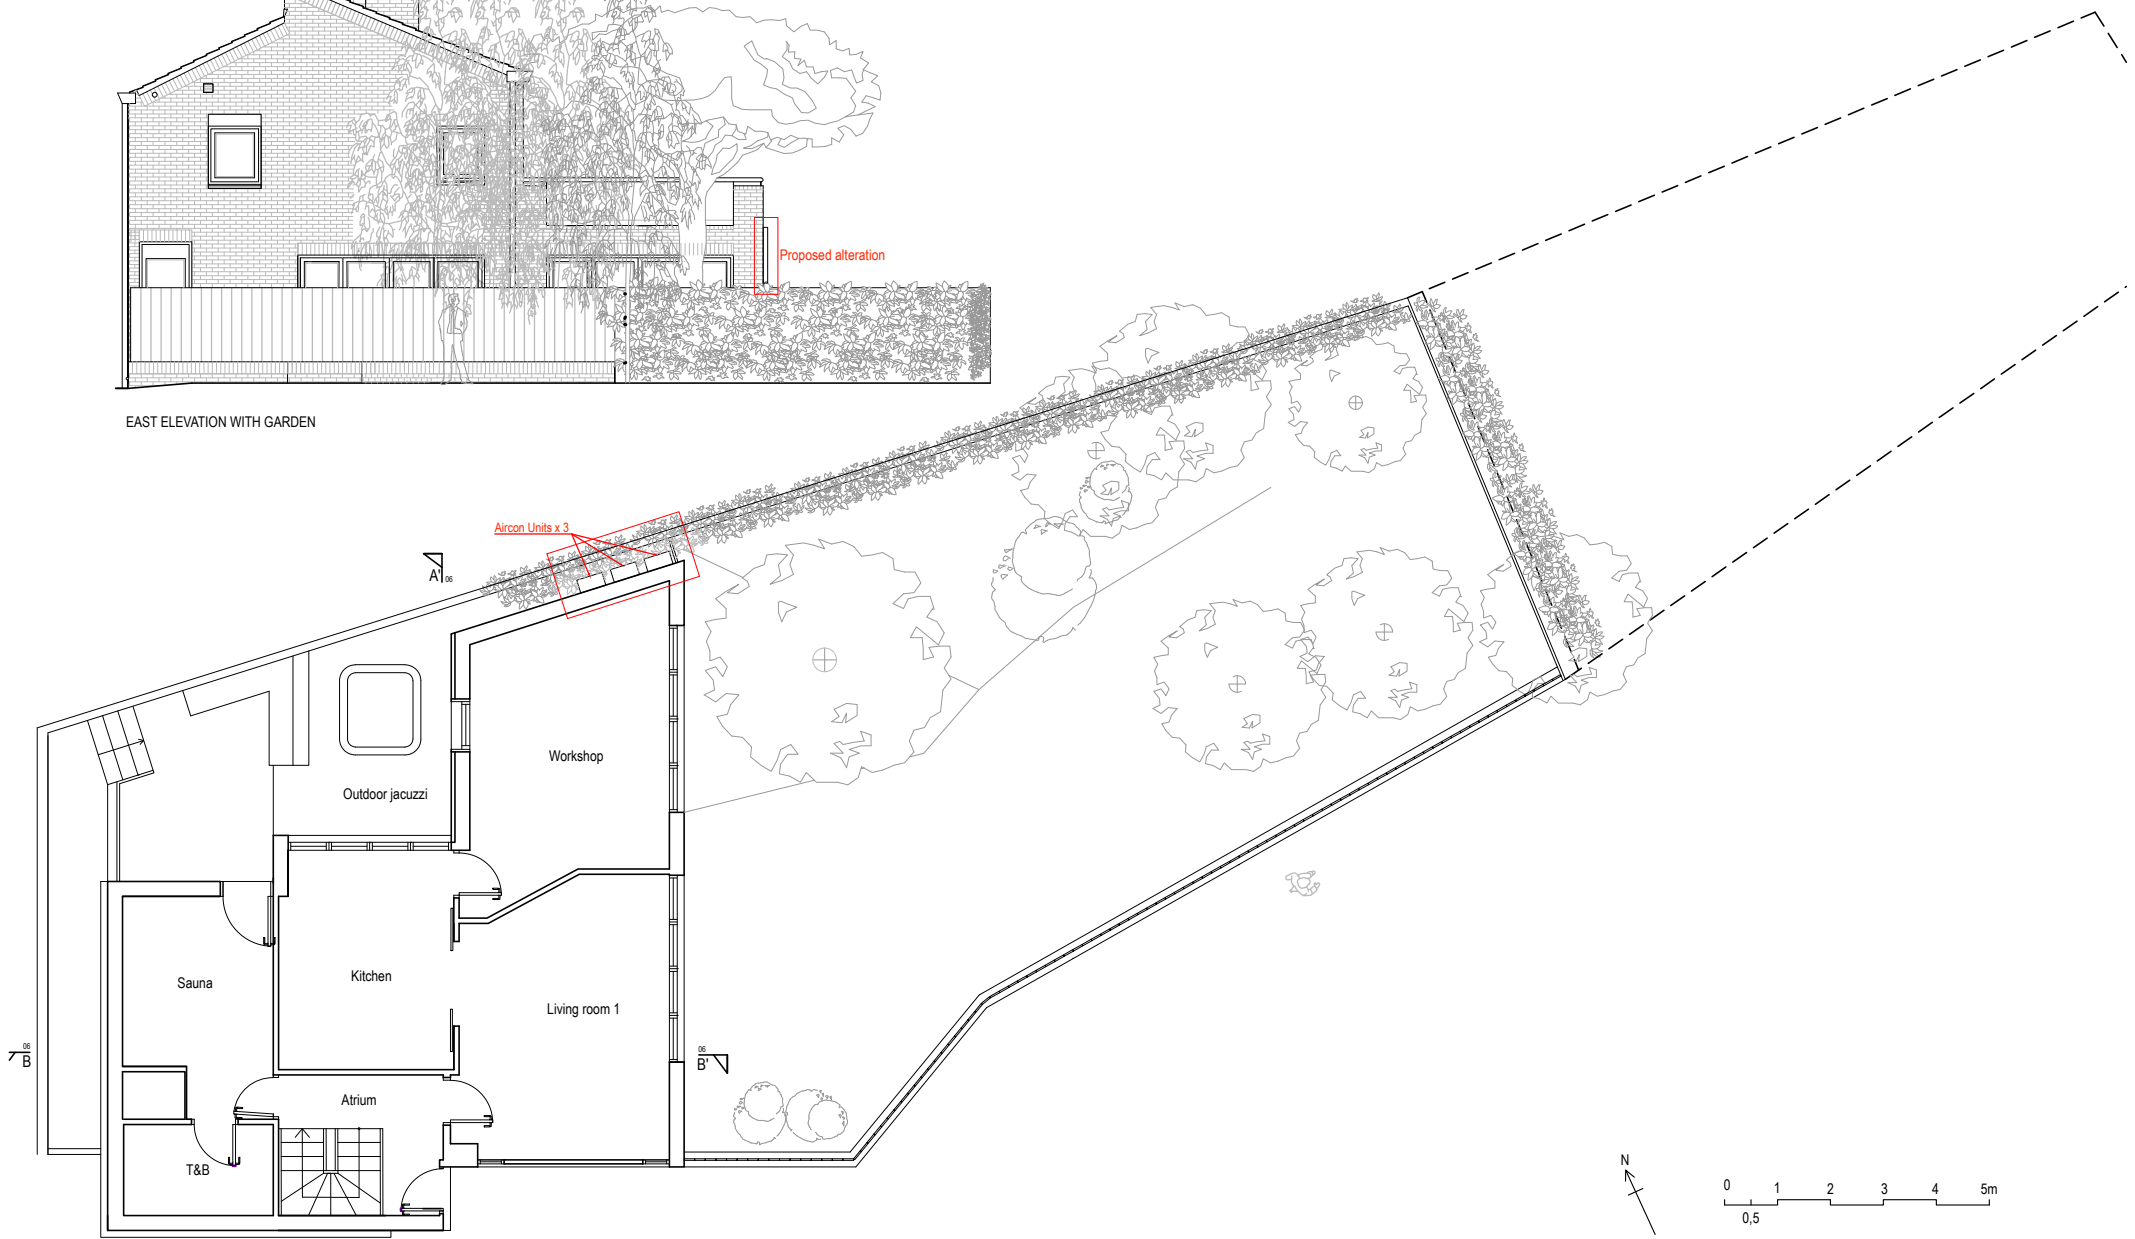 Proposed alteration
EAST ELEVATION WITH GARDEN
Aircon Units x 3
A'
06
Workshop
Outdoor jacuzzi
Kitchen
Sauna
Living room 1
06
B
06
B'
Atrium
T&B
N
0 1 2 3 4 5m
0,5